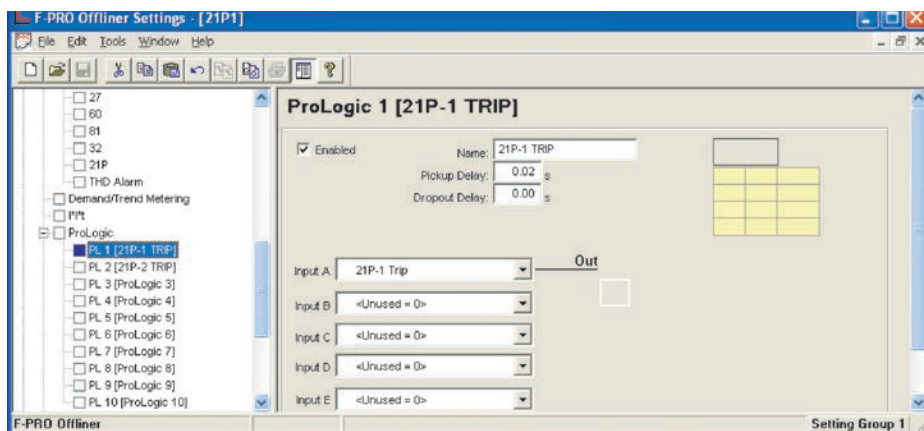 F-PRO Offliner Settings - [21P1]
File Edit Tools Window Help
27
60
81
32
21P
THD Alarm
Demand/Trend Metering
I*I*t
ProLogic
PL 1 [21P-1 TRIP]
PL 2 [21P-2 TRIP]
PL 3 [ProLogic 3]
PL 4 [ProLogic 4]
PL 5 [ProLogic 5]
PL 6 [ProLogic 6]
PL 7 [ProLogic 7]
PL 8 [ProLogic 8]
PL 9 [ProLogic 9]
PL 10 [ProLogic 10]
ProLogic 1 [21P-1 TRIP]
Enabled
Name: 21P-1 TRIP
Pickup Delay: 0.02 s
Dropout Delay: 0.00 s
Input A 21P-1 Trip Out
Input B <Unused = 0>
Input C <Unused = 0>
Input D <Unused = 0>
Input E <Unused = 0>
F-PRO Offliner Setting Group 1